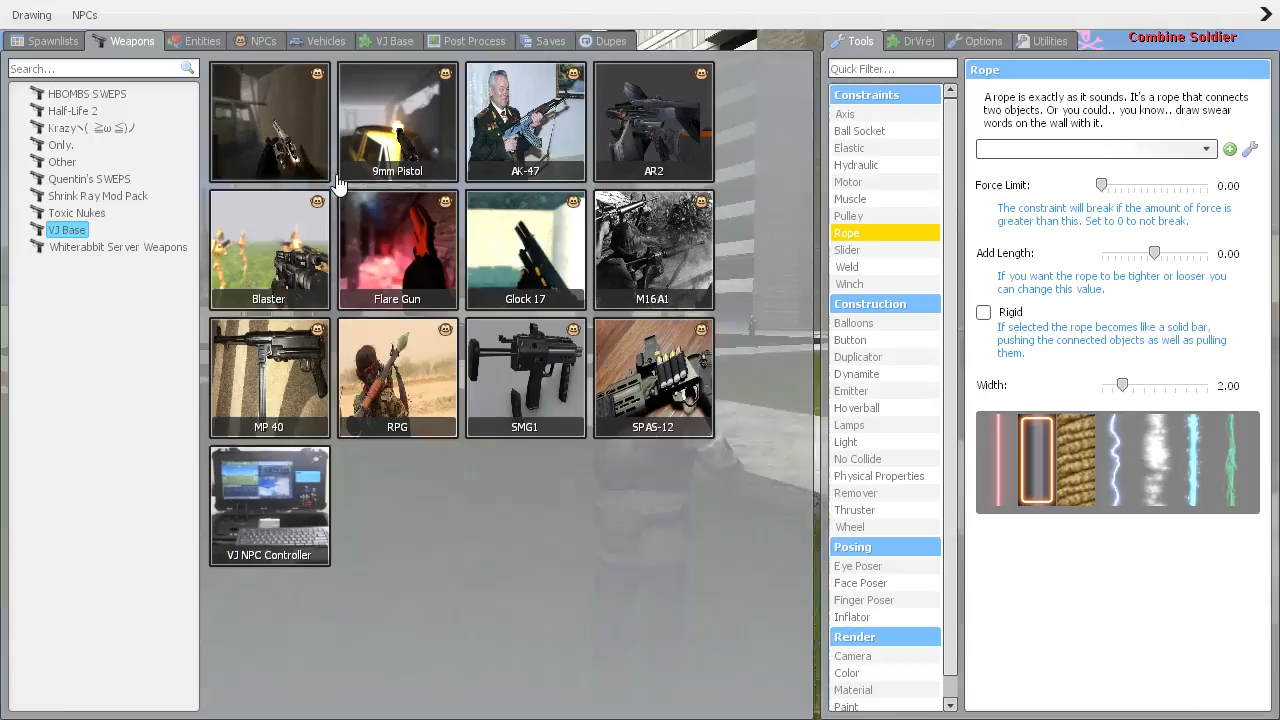 Drawing NPCs
Spawnlists Weapons Entities NPCs Vehicles VJ Base Post Process Saves Dupes
Tools DrVrej Options Utilities
Combine Soldier
Search...
HBOMBS SWEPS
Half-Life 2
Krazyヽ( ≧ω≦)ノ
Only.
Other
Quentin's SWEPS
Shrink Ray Mod Pack
Toxic Nukes
VJ Base
Whiterabbit Server Weapons
9mm Pistol AK-47 AR2
Blaster Flare Gun Glock 17 M16A1
MP 40 RPG SMG1 SPAS-12
VJ NPC Controller
Quick Filter...
Constraints
Axis
Ball Socket
Elastic
Hydraulic
Motor
Muscle
Pulley
Rope
Slider
Weld
Winch
Construction
Balloons
Button
Duplicator
Dynamite
Emitter
Hoverball
Lamps
Light
No Collide
Physical Properties
Remover
Thruster
Wheel
Posing
Eye Poser
Face Poser
Finger Poser
Inflator
Render
Camera
Color
Material
Paint
Rope
A rope is exactly as it sounds. It's a rope that connects
two objects. Or you could.. you know.. draw swear
words on the wall with it.
Force Limit: 0.00
The constraint will break if the amount of force is
greater than this. Set to 0 to not break.
Add Length: 0.00
If you want the rope to be tighter or looser you
can change this value.
Rigid
If selected the rope becomes like a solid bar,
pushing the connected objects as well as pulling
them.
Width: 2.00